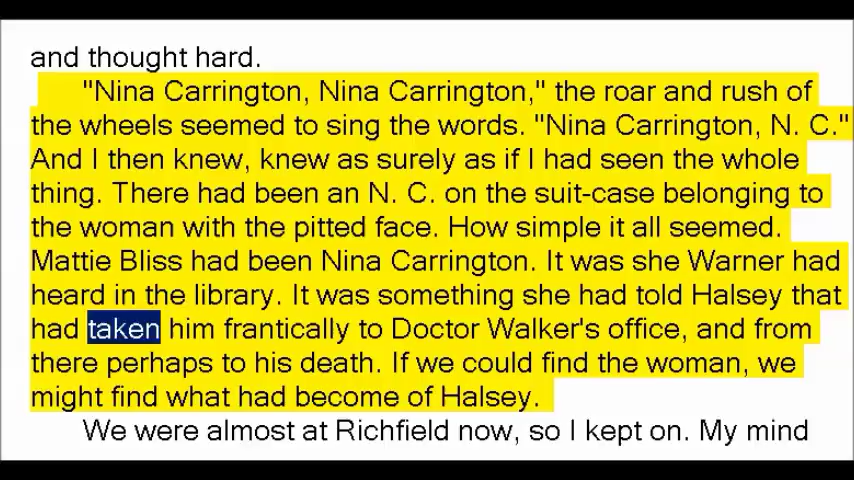 and thought hard.
"Nina Carrington, Nina Carrington," the roar and rush of
the wheels seemed to sing the words. "Nina Carrington, N. C."
And I then knew, knew as surely as if I had seen the whole
thing. There had been an N. C. on the suit-case belonging to
the woman with the pitted face. How simple it all seemed.
Mattie Bliss had been Nina Carrington. It was she Warner had
heard in the library. It was something she had told Halsey that
had taken him frantically to Doctor Walker's office, and from
there perhaps to his death. If we could find the woman, we
might find what had become of Halsey.
We were almost at Richfield now, so I kept on. My mind